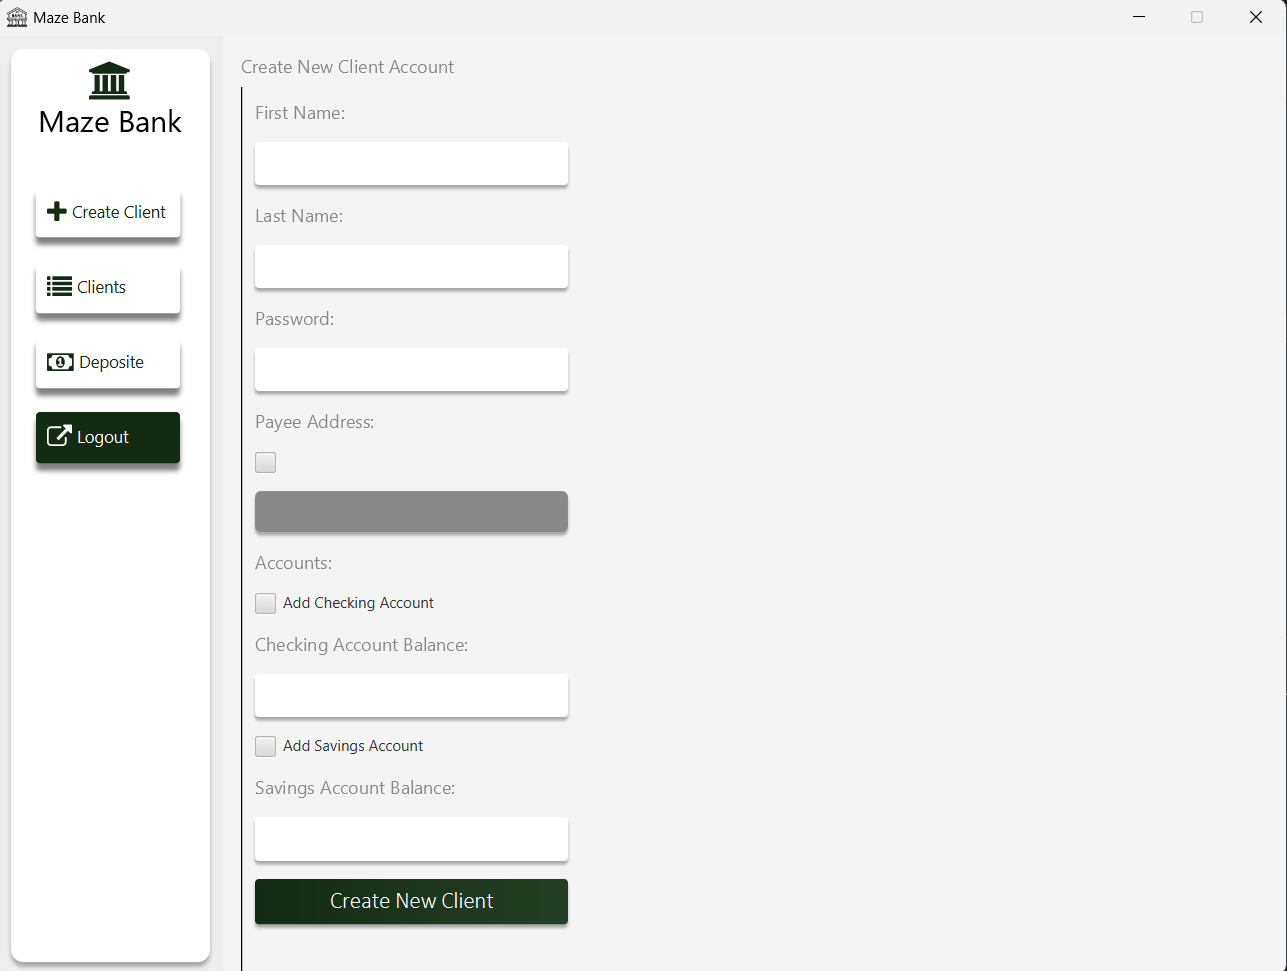 Maze Bank
Maze Bank
Create Client
Clients
Deposite
Logout
Create New Client Account
First Name:
Last Name:
Password:
Payee Address:
Accounts:
Add Checking Account
Checking Account Balance:
Add Savings Account
Savings Account Balance:
Create New Client